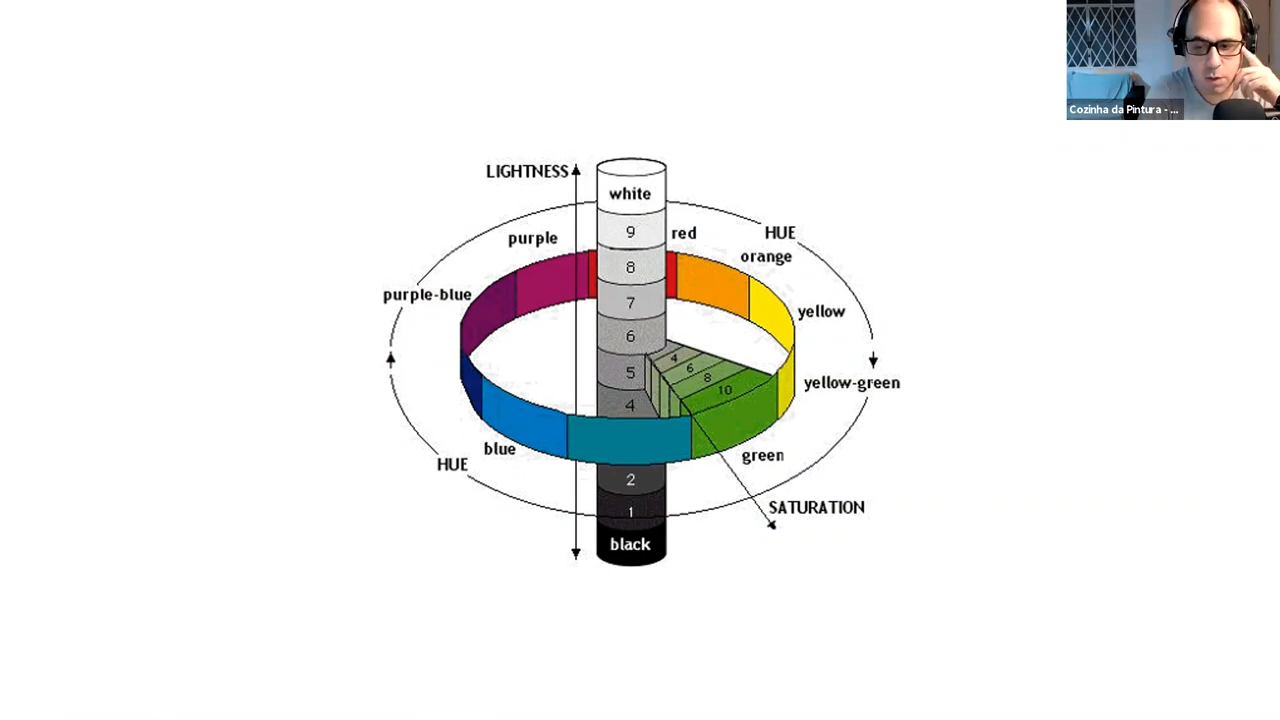 Cozinha da Pintura - ...
LIGHTNESS
white
9
red
HUE
purple
orange
8
purple-blue
7
yellow
6
4
6
5
8
yellow-green
10
4
blue
green
HUE
2
SATURATION
1
black